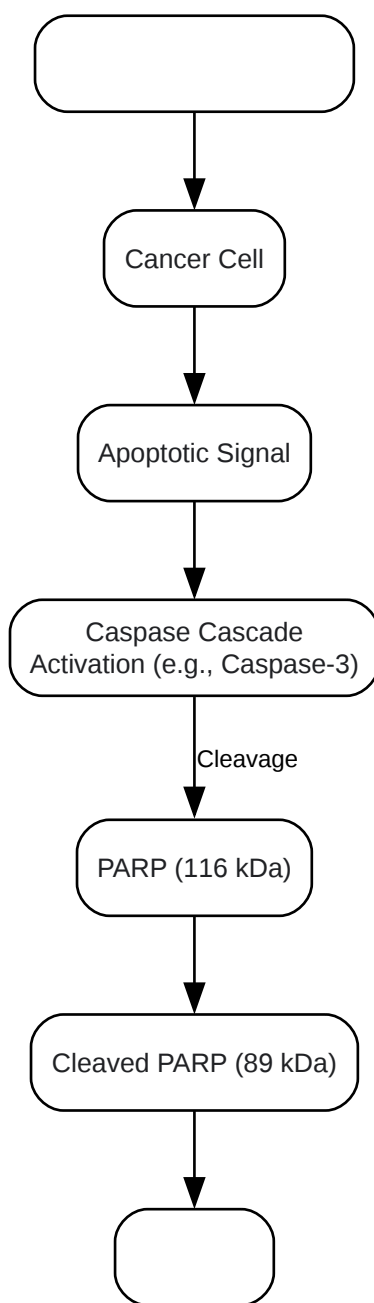 Cancer Cell
Apoptotic Signal
Caspase Cascade
Activation (e.g., Caspase-3)
Cleavage
PARP (116 kDa)
Cleaved PARP (89 kDa)